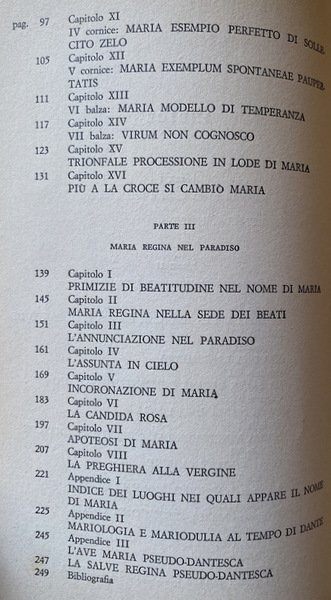 pag. 97 Capitolo XI
IV cornice: MARIA ESEMPIO PERFETTO DI SOLLE-
CITO ZELO
105 Capitolo XII
V cornice: MARIA EXEMPLUM SPONTANEAE PAUPER-
TATIS
111 Capitolo XIII
VI balza: MARIA MODELLO DI TEMPERANZA
117 Capitolo XIV
VII balza: VIRUM NON COGNOSCO
123 Capitolo XV
TRIONFALE PROCESSIONE IN LODE DI MARIA
131 Capitolo XVI
PIÙ A LA CROCE SI CAMBIÒ MARIA
PARTE III
MARIA REGINA NEL PARADISO
139 Capitolo I
PRIMIZIE DI BEATITUDINE NEL NOME DI MARIA
145 Capitolo II
MARIA REGINA NELLA SEDE DEI BEATI
151 Capitolo III
L'ANNUNCIAZIONE NEL PARADISO
161 Capitolo IV
L'ASSUNTA IN CIELO
169 Capitolo V
INCORONAZIONE DI MARIA
183 Capitolo VI
LA CANDIDA ROSA
197 Capitolo VII
APOTEOSI DI MARIA
207 Capitolo VIII
LA PREGHIERA ALLA VERGINE
221 Appendice I
INDICE DEI LUOGHI NEI QUALI APPARE IL NOME
DI MARIA
225 Appendice II
MARIOLOGIA E MARIODULIA AL TEMPO DI DANTE
245 Appendice III
L'AVE MARIA PSEUDO-DANTESCA
247 LA SALVE REGINA PSEUDO-DANTESCA
249 Bibliografia